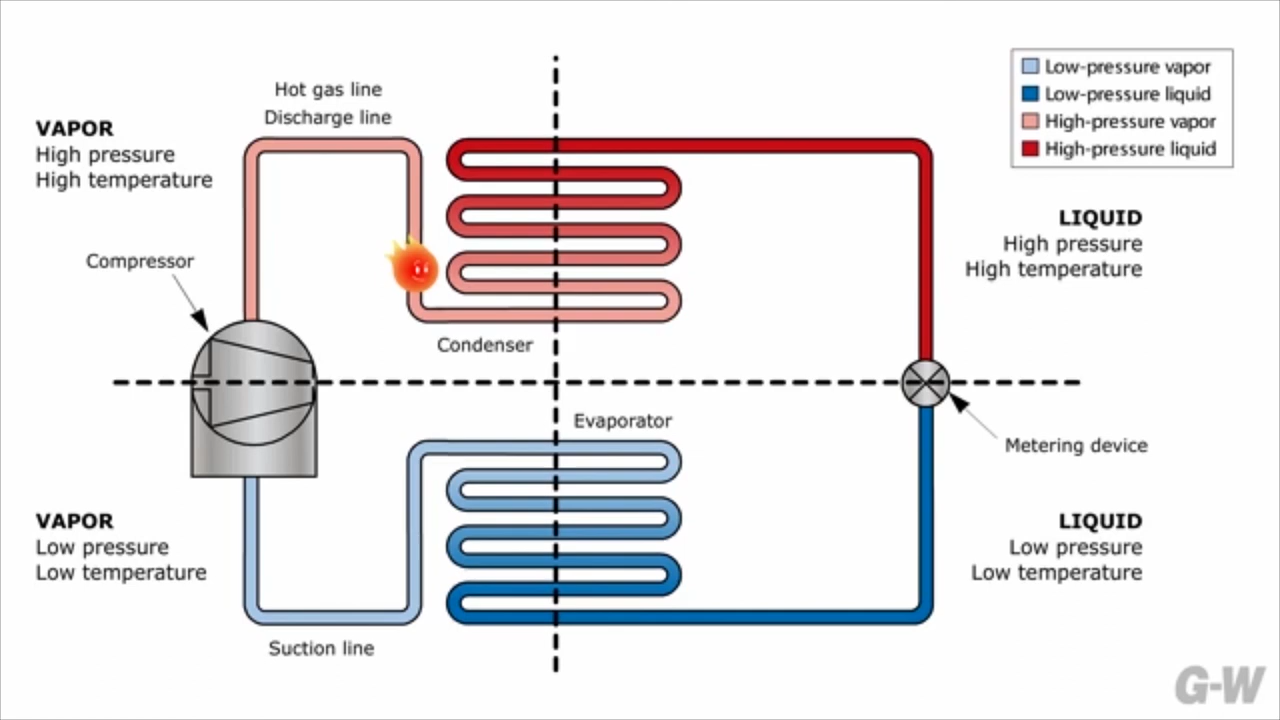 Hot gas line
Discharge line
VAPOR
High pressure
High temperature
Compressor
Condenser
Low-pressure vapor
Low-pressure liquid
High-pressure vapor
High-pressure liquid
LIQUID
High pressure
High temperature
Evaporator
Metering device
VAPOR
Low pressure
Low temperature
Suction line
LIQUID
Low pressure
Low temperature
G-W